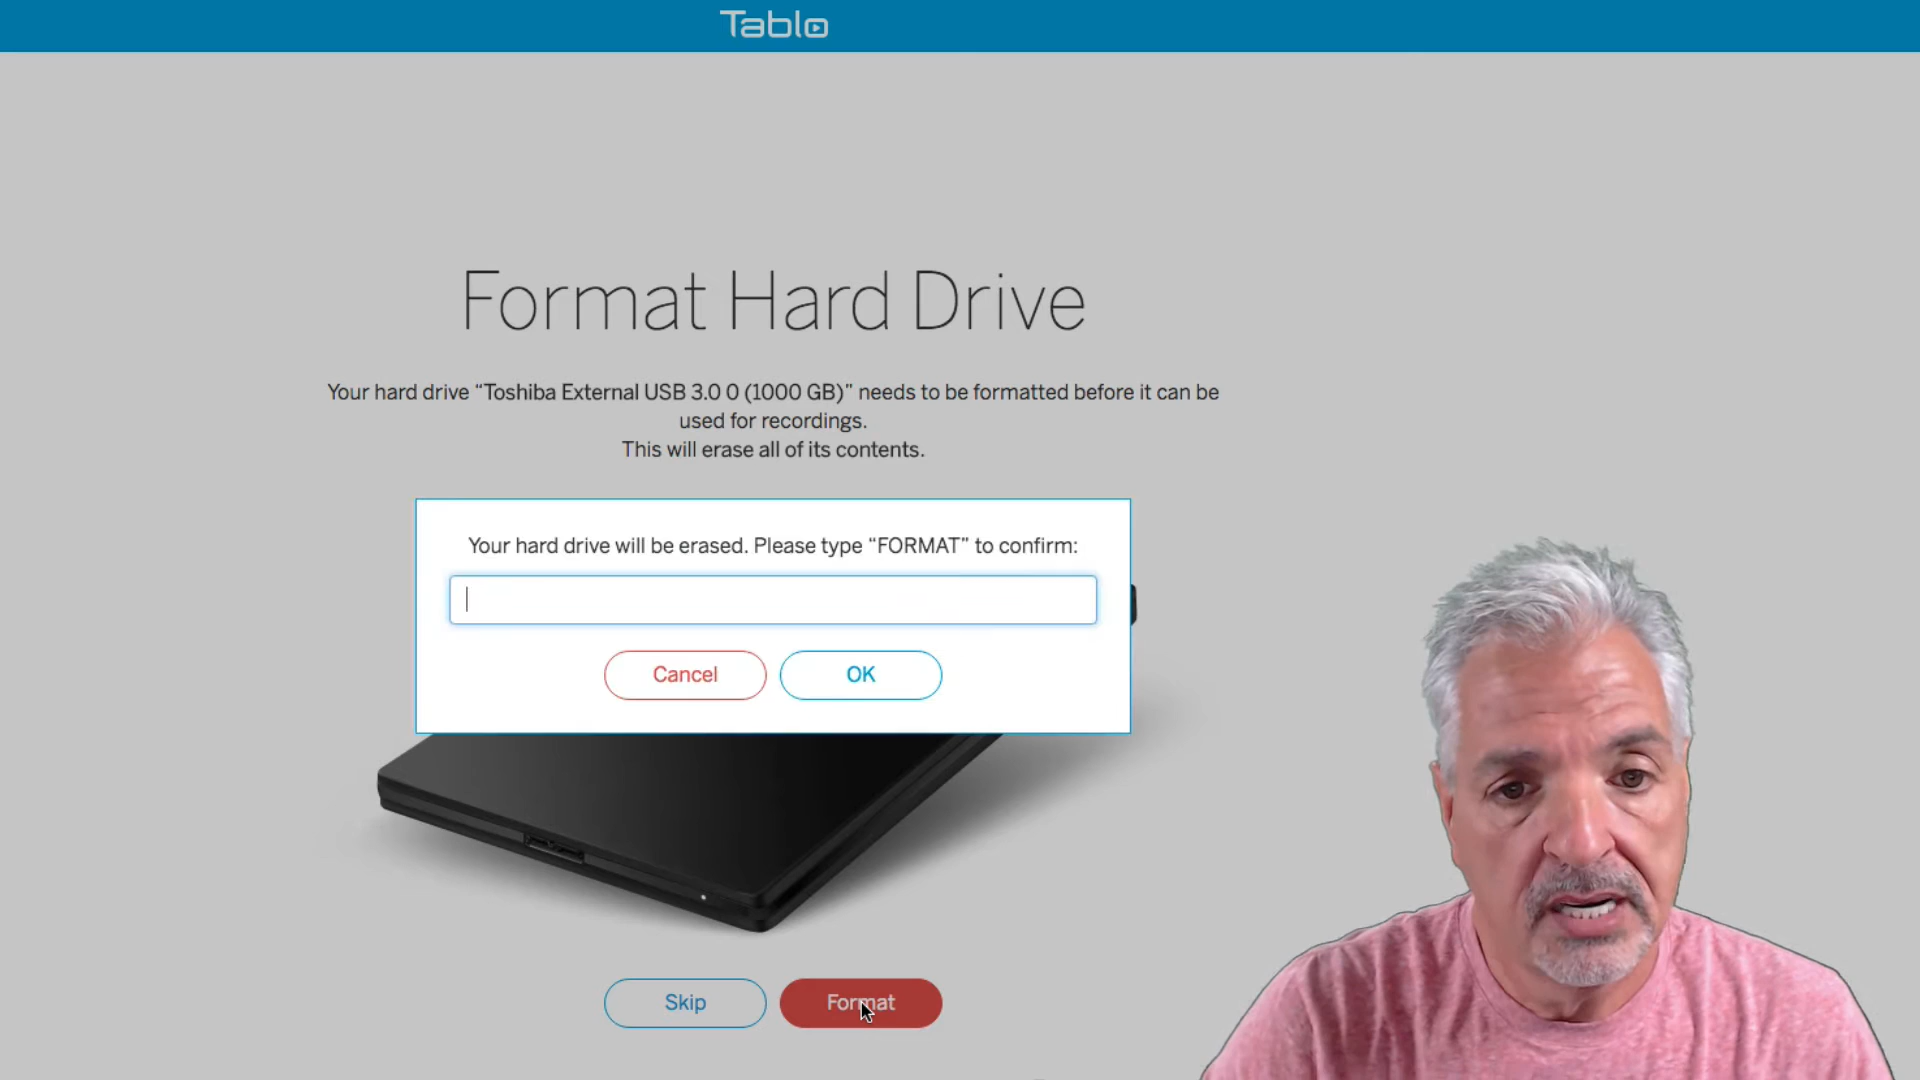 Tablo
Format Hard Drive
Your hard drive “Toshiba External USB 3.0 0 (1000 GB)” needs to be formatted before it can be
used for recordings.
This will erase all of its contents.
Your hard drive will be erased. Please type “FORMAT” to confirm:
Cancel
OK
Skip
Format